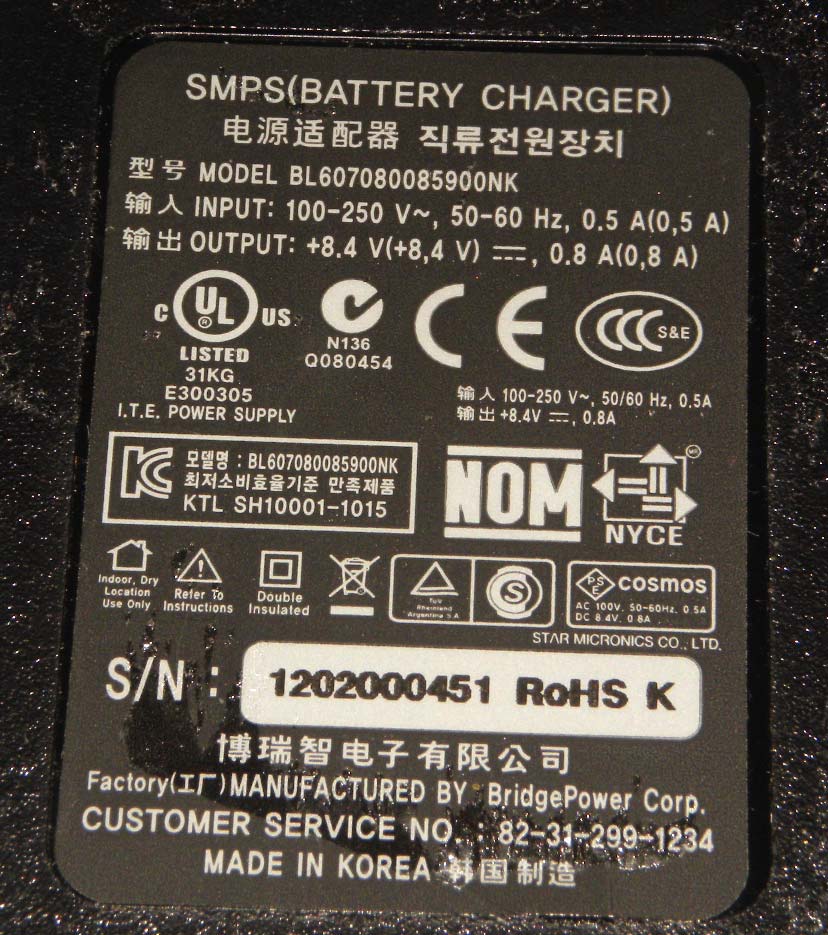 SMPS(BATTERY CHARGER)
电源适配器 직류전원장치
型号 MODEL BL607080085900NK
输入 INPUT: 100-250 V~, 50-60 Hz, 0.5 A(0,5 A)
输出 OUTPUT: +8.4 V(+8,4 V) ⎓, 0.8 A(0,8 A)
C UL ® US
LISTED
31KG
E300305
I.T.E. POWER SUPPLY
N136
Q080454
CE
CCC S&E
输入 100-250 V~, 50/60 Hz, 0.5A
输出 +8.4V ⎓, 0.8A
KC 모델명 : BL607080085900NK
최저소비효율기준 만족제품
KTL SH10001-1015
NOM
NYCE
Indoor, Dry
Location
Use Only
Refer To
Instructions
Double
Insulated
TÜV
Rheinland
Argentina S.A
S
PSE cosmos
AC 100V. 50-60Hz. 0.5A
DC 8.4V. 0.8A
STAR MICRONICS CO., LTD.
S/N : 1202000451 RoHS K
博瑞智电子有限公司
Factory(工厂)MANUFACTURED BY : BridgePower Corp.
CUSTOMER SERVICE NO. : 82-31-299-1234
MADE IN KOREA 韩国制造